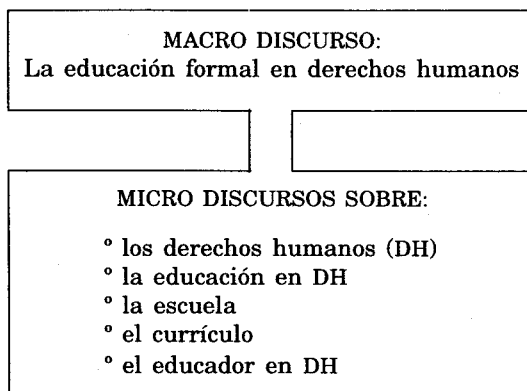 MACRO DISCURSO:
La educación formal en derechos humanos
MICRO DISCURSOS SOBRE:
° los derechos humanos (DH)
° la educación en DH
° la escuela
° el currículo
° el educador en DH